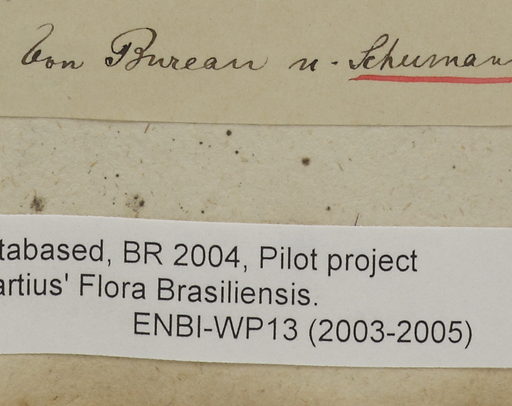 Von Bureau u. Schuman
tabased, BR 2004, Pilot project
artius' Flora Brasiliensis.
ENBI-WP13 (2003-2005)